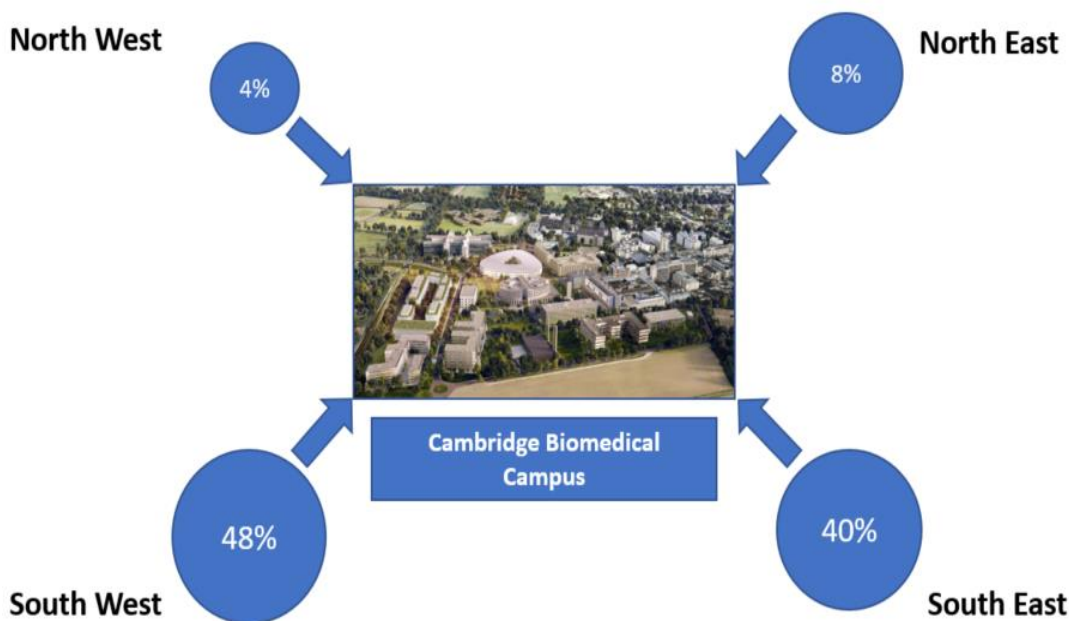 North West
4%
8%
North East
Cambridge Biomedical
Campus
48%
40%
South West
South East